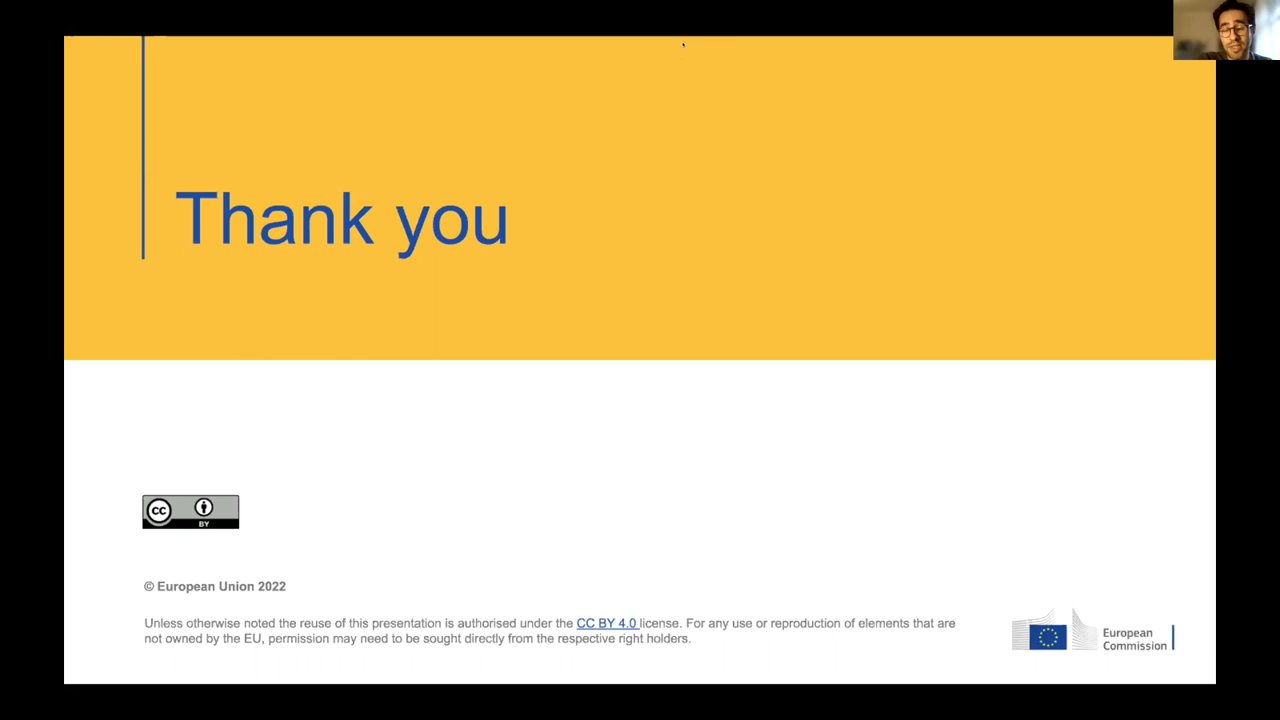 Thank you
cc
BY
© European Union 2022
Unless otherwise noted the reuse of this presentation is authorised under the CC BY 4.0 license. For any use or reproduction of elements that are
not owned by the EU, permission may need to be sought directly from the respective right holders.
European
Commission